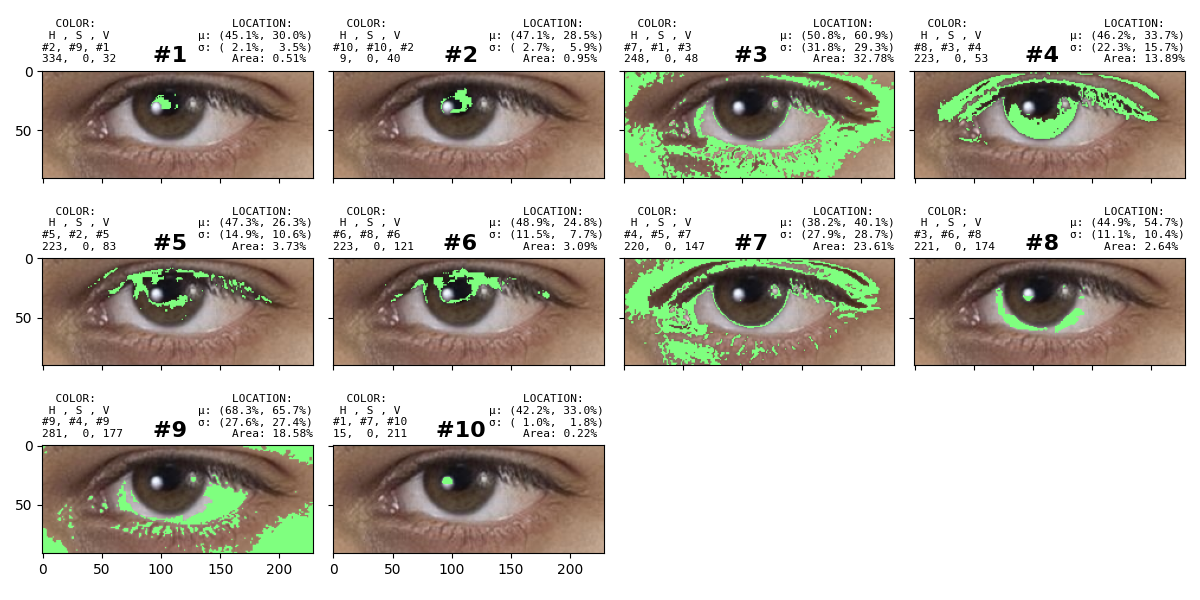 COLOR: LOCATION:
H , S , V μ: (45.1%, 30.0%)
#2, #9, #1 σ: ( 2.1%, 3.5%)
334, 0, 32 #1 Area: 0.51%
COLOR: LOCATION:
H , S , V μ: (47.1%, 28.5%)
#10, #10, #2 σ: ( 2.7%, 5.9%)
9, 0, 40 #2 Area: 0.95%
COLOR: LOCATION:
H , S , V μ: (50.8%, 60.9%)
#7, #1, #3 σ: (31.8%, 29.3%)
248, 0, 48 #3 Area: 32.78%
COLOR: LOCATION:
H , S , V μ: (46.2%, 33.7%)
#8, #3, #4 σ: (22.3%, 15.7%)
223, 0, 53 #4 Area: 13.89%
0
50
COLOR: LOCATION:
H , S , V μ: (47.3%, 26.3%)
#5, #2, #5 σ: (14.9%, 10.6%)
223, 0, 83 #5 Area: 3.73%
COLOR: LOCATION:
H , S , V μ: (48.9%, 24.8%)
#6, #8, #6 σ: (11.5%, 7.7%)
223, 0, 121 #6 Area: 3.09%
COLOR: LOCATION:
H , S , V μ: (38.2%, 40.1%)
#4, #5, #7 σ: (27.9%, 28.7%)
220, 0, 147 #7 Area: 23.61%
COLOR: LOCATION:
H , S , V μ: (44.9%, 54.7%)
#3, #6, #8 σ: (11.1%, 10.4%)
221, 0, 174 #8 Area: 2.64%
0
50
COLOR: LOCATION:
H , S , V μ: (68.3%, 65.7%)
#9, #4, #9 σ: (27.6%, 27.4%)
281, 0, 177 #9 Area: 18.58%
COLOR: LOCATION:
H , S , V μ: (42.2%, 33.0%)
#1, #7, #10 σ: ( 1.0%, 1.8%)
15, 0, 211 #10 Area: 0.22%
0
50
0 50 100 150 200
0 50 100 150 200